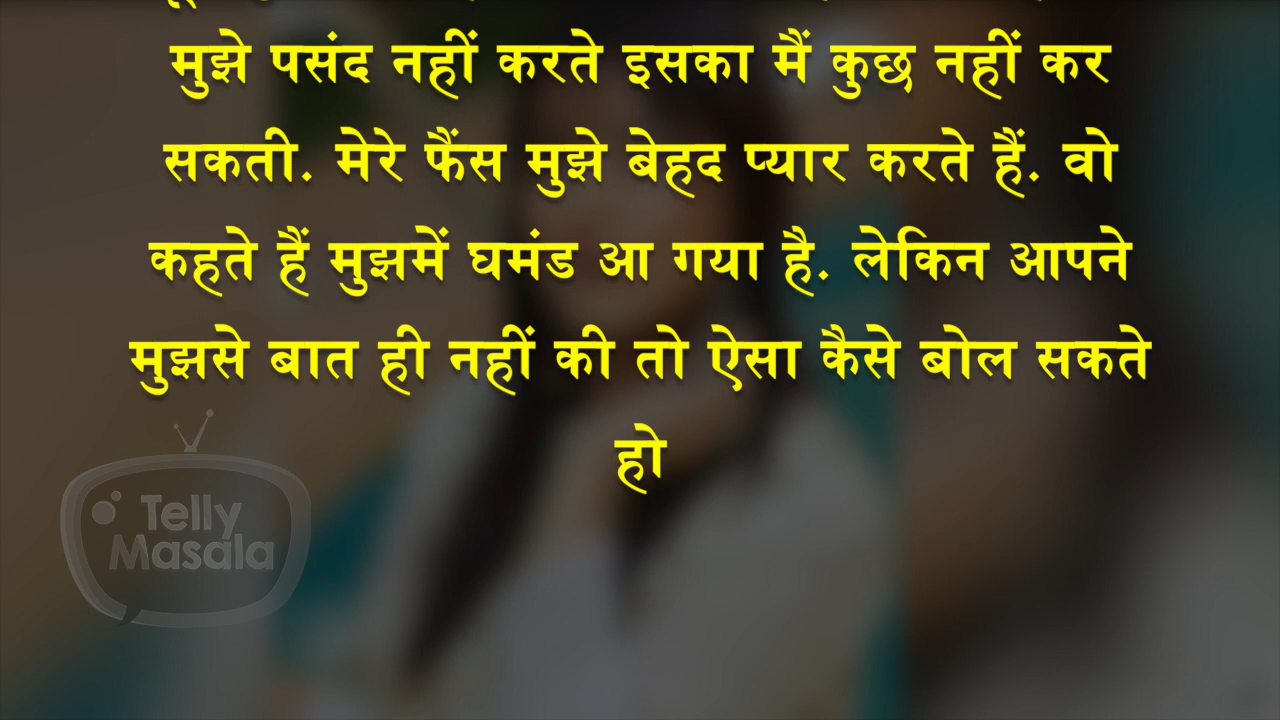 मुझे पसंद नहीं करते इसका मैं कुछ नहीं कर
सकती. मेरे फैंस मुझे बेहद प्यार करते हैं. वो
कहते हैं मुझमें घमंड आ गया है. लेकिन आपने
मुझसे बात ही नहीं की तो ऐसा कैसे बोल सकते
हो
Telly
Masala